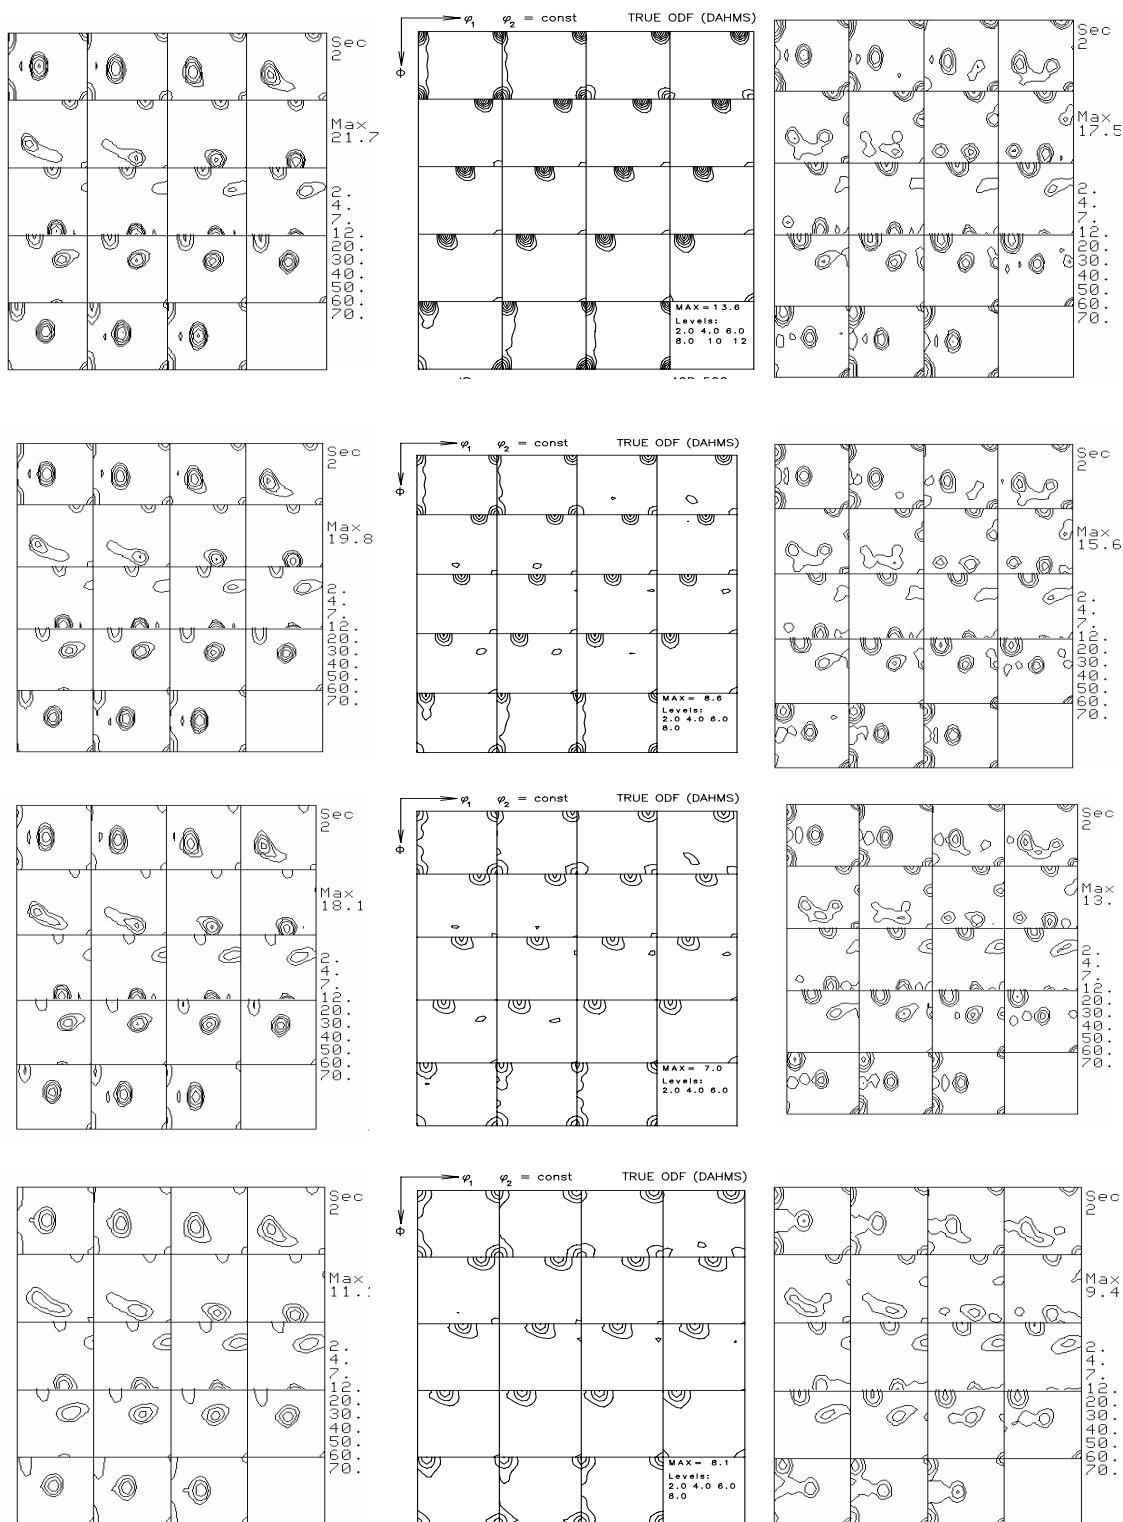 Sec
2
Max
21.7
2.
4.
7.
12.
20.
30.
40.
50.
60.
70.
φ₁ φ₂ = const TRUE ODF (DAHMS)
Φ
MAX=13.6
Levels:
2.0 4.0 6.0
8.0 10 12
Sec
2
Max
17.5
2.
4.
7.
12.
20.
30.
40.
50.
60.
70.
Sec
2
Max
19.8
2.
4.
7.
12.
20.
30.
40.
50.
60.
70.
φ₁ φ₂ = const TRUE ODF (DAHMS)
Φ
MAX= 8.6
Levels:
2.0 4.0 6.0
8.0
Sec
2
Max
15.6
2.
4.
7.
12.
20.
30.
40.
50.
60.
70.
Sec
2
Max
18.1
2.
4.
7.
12.
20.
30.
40.
50.
60.
70.
φ₁ φ₂ = const TRUE ODF (DAHMS)
Φ
MAX= 7.0
Levels:
2.0 4.0 6.0
Sec
2
Max
13.
2.
4.
7.
12.
20.
30.
40.
50.
60.
70.
Sec
2
Max
11.
2.
4.
7.
12.
20.
30.
40.
50.
60.
70.
φ₁ φ₂ = const TRUE ODF (DAHMS)
Φ
MAX= 8.1
Levels:
2.0 4.0 6.0
8.0
Sec
2
Max
9.4
2.
4.
7.
12.
20.
30.
40.
50.
60.
70.